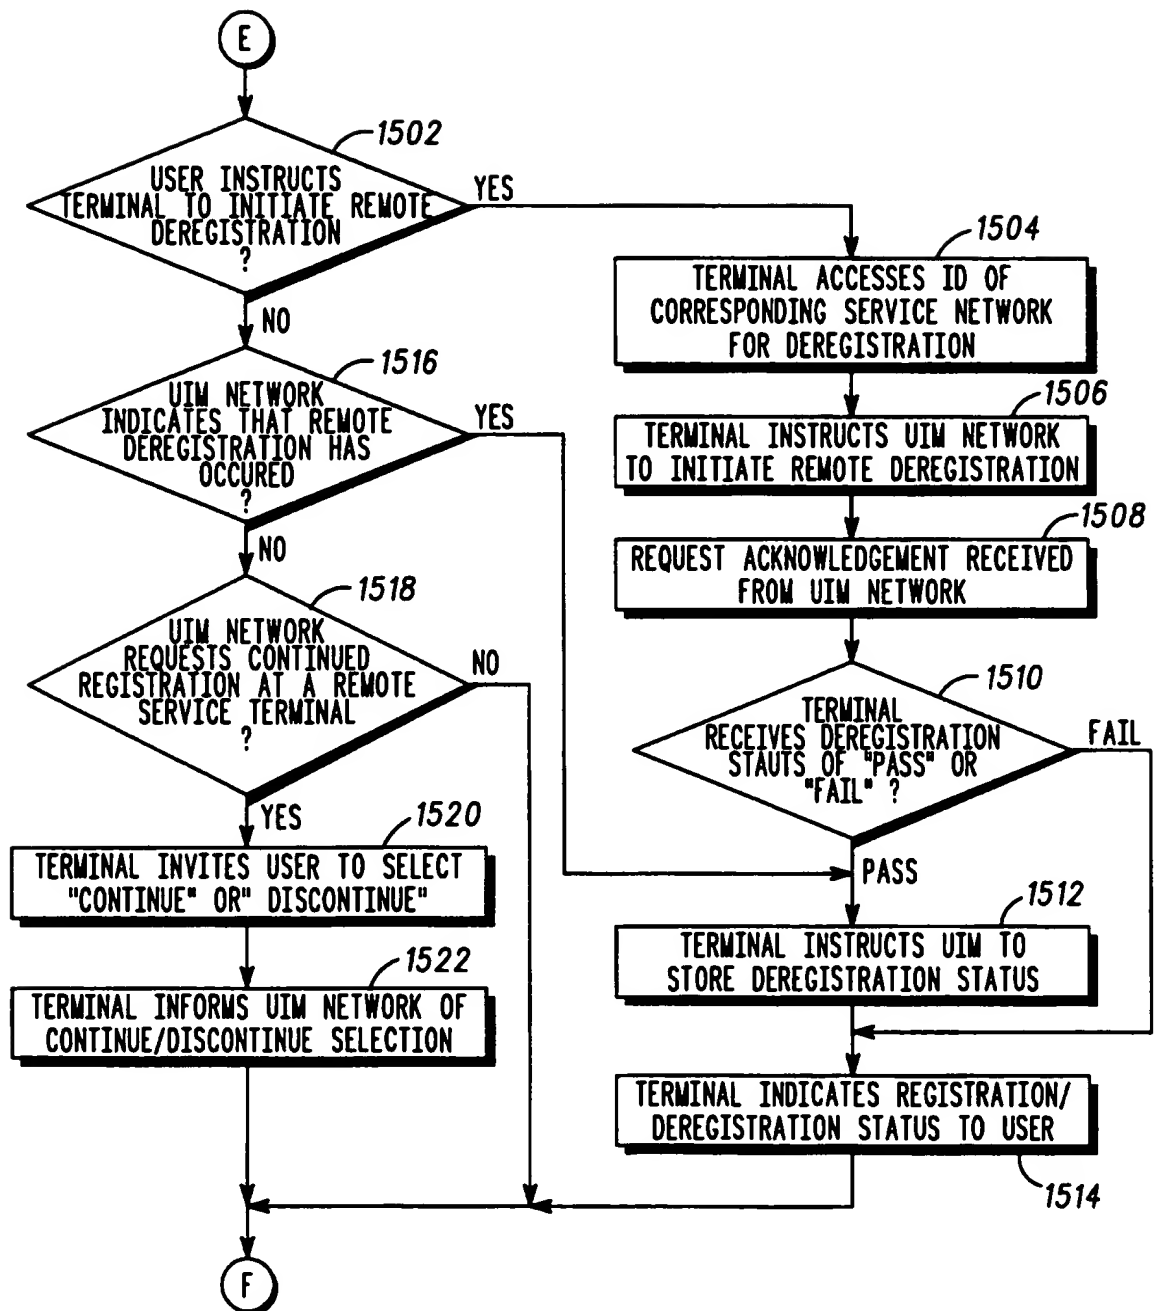 E
1502
USER INSTRUCTS
TERMINAL TO INITIATE REMOTE
DEREGISTRATION
?
YES
NO
1504
TERMINAL ACCESSES ID OF
CORRESPONDING SERVICE NETWORK
FOR DEREGISTRATION
1516
UIM NETWORK
INDICATES THAT REMOTE
DEREGISTRATION HAS
OCCURED
?
YES
NO
1506
TERMINAL INSTRUCTS UIM NETWORK
TO INITIATE REMOTE DEREGISTRATION
1508
REQUEST ACKNOWLEDGEMENT RECEIVED
FROM UIM NETWORK
1518
UIM NETWORK
REQUESTS CONTINUED
REGISTRATION AT A REMOTE
SERVICE TERMINAL
?
NO
YES
1510
TERMINAL
RECEIVES DEREGISTRATION
STAUTS OF "PASS" OR
"FAIL" ?
FAIL
PASS
1520
TERMINAL INVITES USER TO SELECT
"CONTINUE" OR" DISCONTINUE"
1512
TERMINAL INSTRUCTS UIM TO
STORE DEREGISTRATION STATUS
1522
TERMINAL INFORMS UIM NETWORK OF
CONTINUE/DISCONTINUE SELECTION
TERMINAL INDICATES REGISTRATION/
DEREGISTRATION STATUS TO USER
1514
F